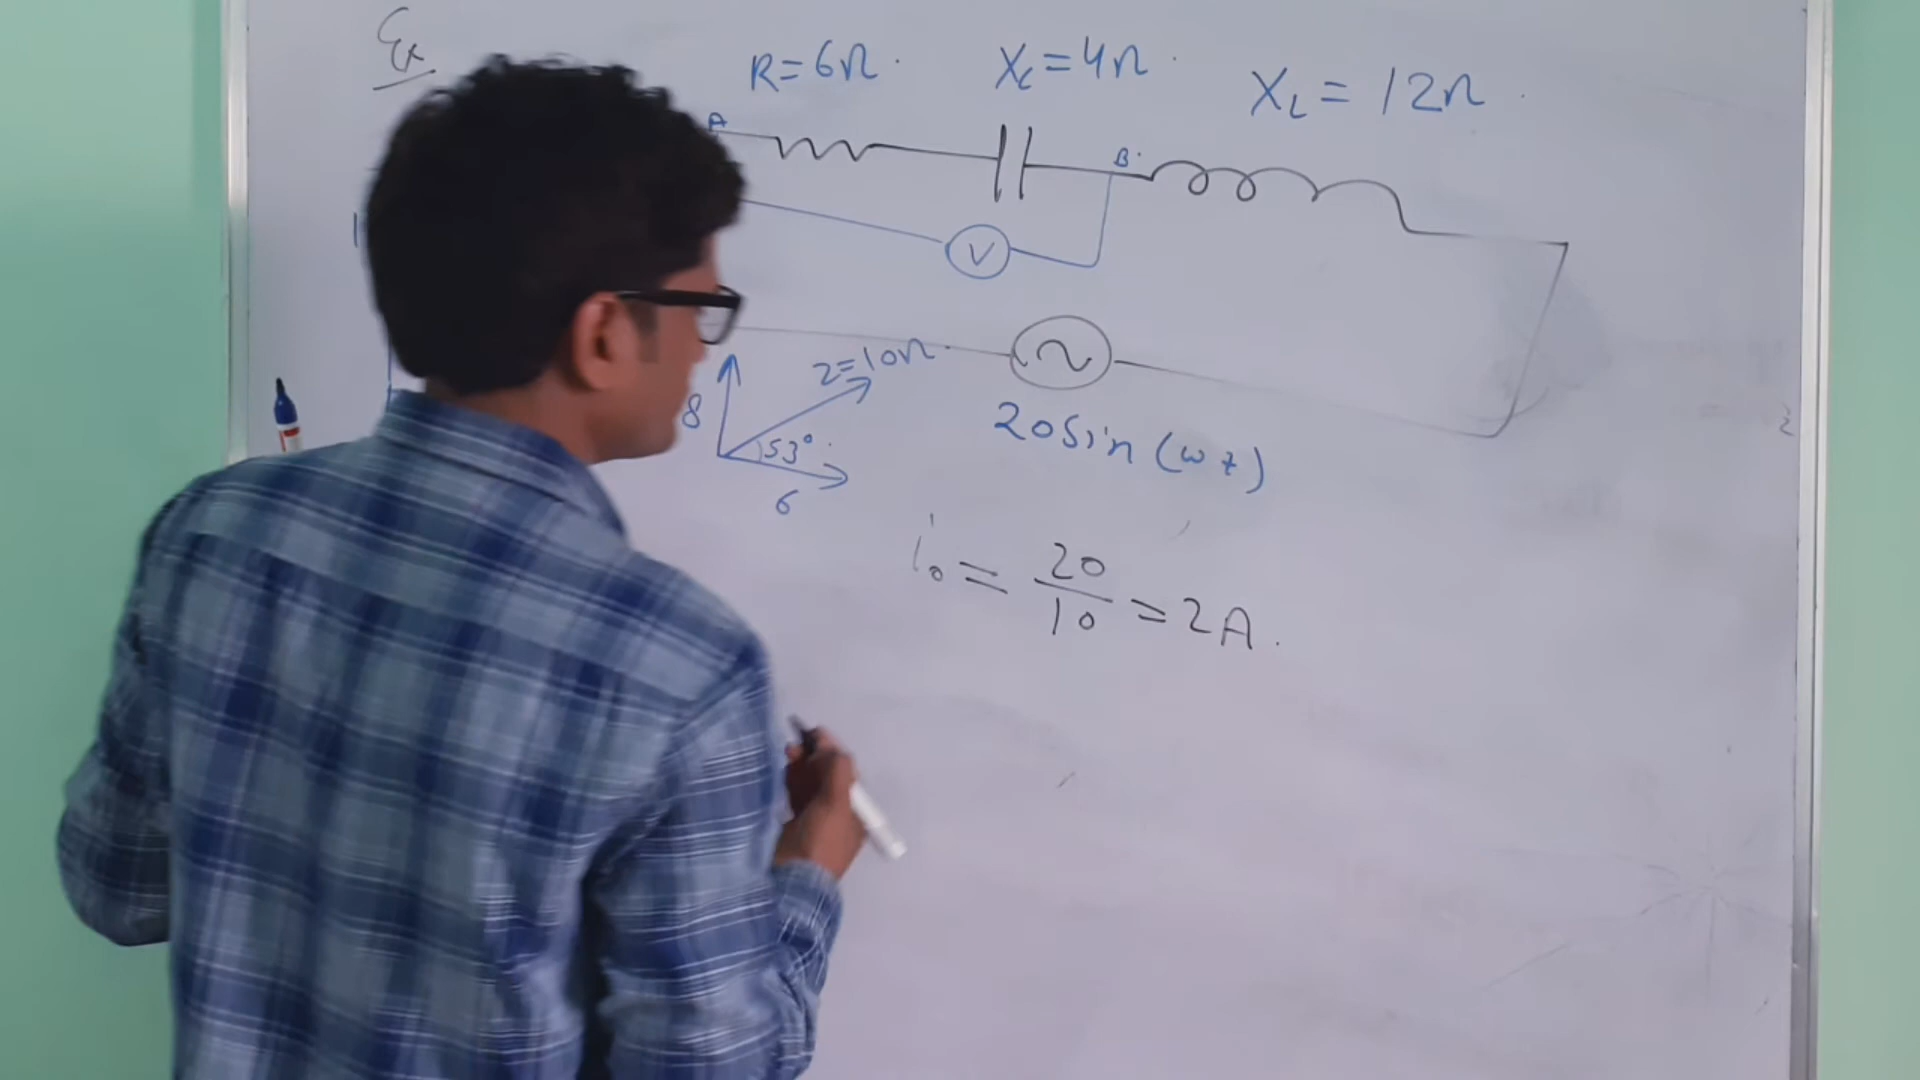 Ex
R=6Ω
Xc=4Ω
XL=12Ω
A
B
V
z=10Ω
8
53°
6
20sin(ωt)
i₀ = 20/10 = 2A.